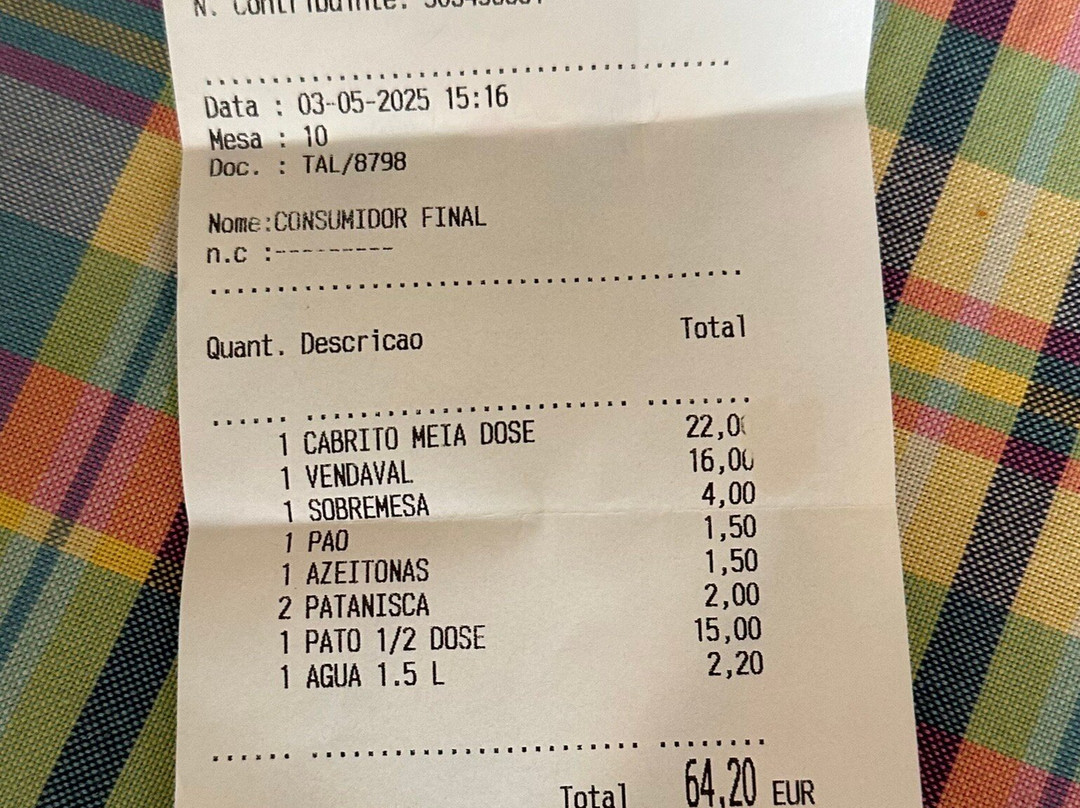 Data : 03-05-2025 15:16
Mesa : 10
Doc. : TAL/8798
Nome:CONSUMIDOR FINAL
n.c :---------
Quant. Descricao Total
1 CABRITO MEIA DOSE 22,00
1 VENDAVAL 16,00
1 SOBREMESA 4,00
1 PAO 1,50
1 AZEITONAS 1,50
2 PATANISCA 2,00
1 PATO 1/2 DOSE 15,00
1 AGUA 1.5 L 2,20
Total 64,20 EUR